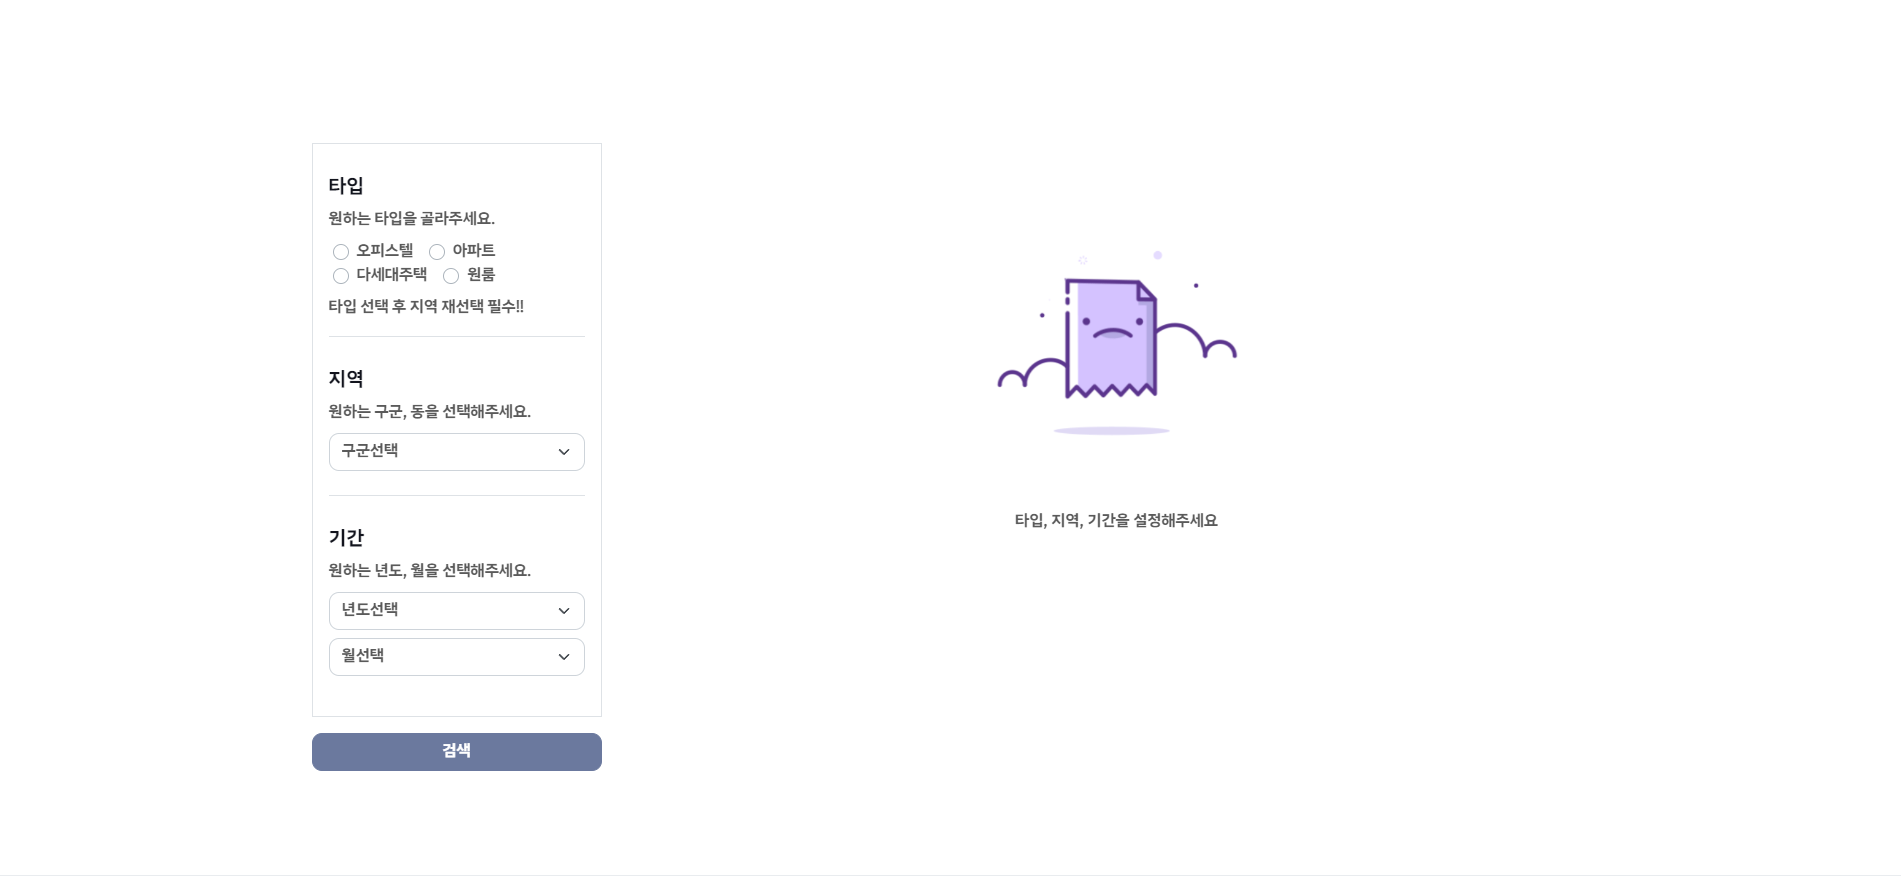 타입
원하는 타입을 골라주세요.
오피스텔 아파트
다세대주택 원룸
타입 선택 후 지역 재선택 필수!!
지역
원하는 구군, 동을 선택해주세요.
구군선택
기간
원하는 년도, 월을 선택해주세요.
년도선택
월선택
검색
타입, 지역, 기간을 설정해주세요